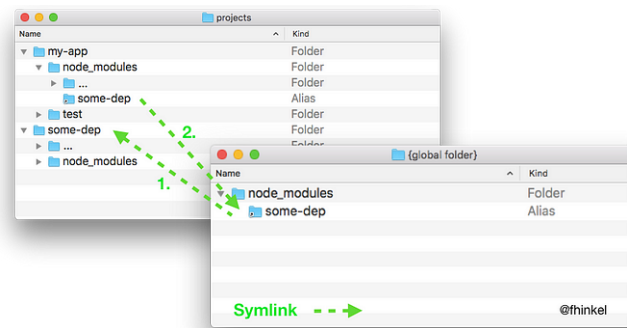 projects
Name Kind
my-app Folder
node_modules Folder
... Folder
some-dep Alias
test Folder
some-dep Folder
... Folder
node_modules Folder
2.
1.
{global folder}
Name Kind
node_modules Folder
some-dep Alias
Symlink
@fhinkel